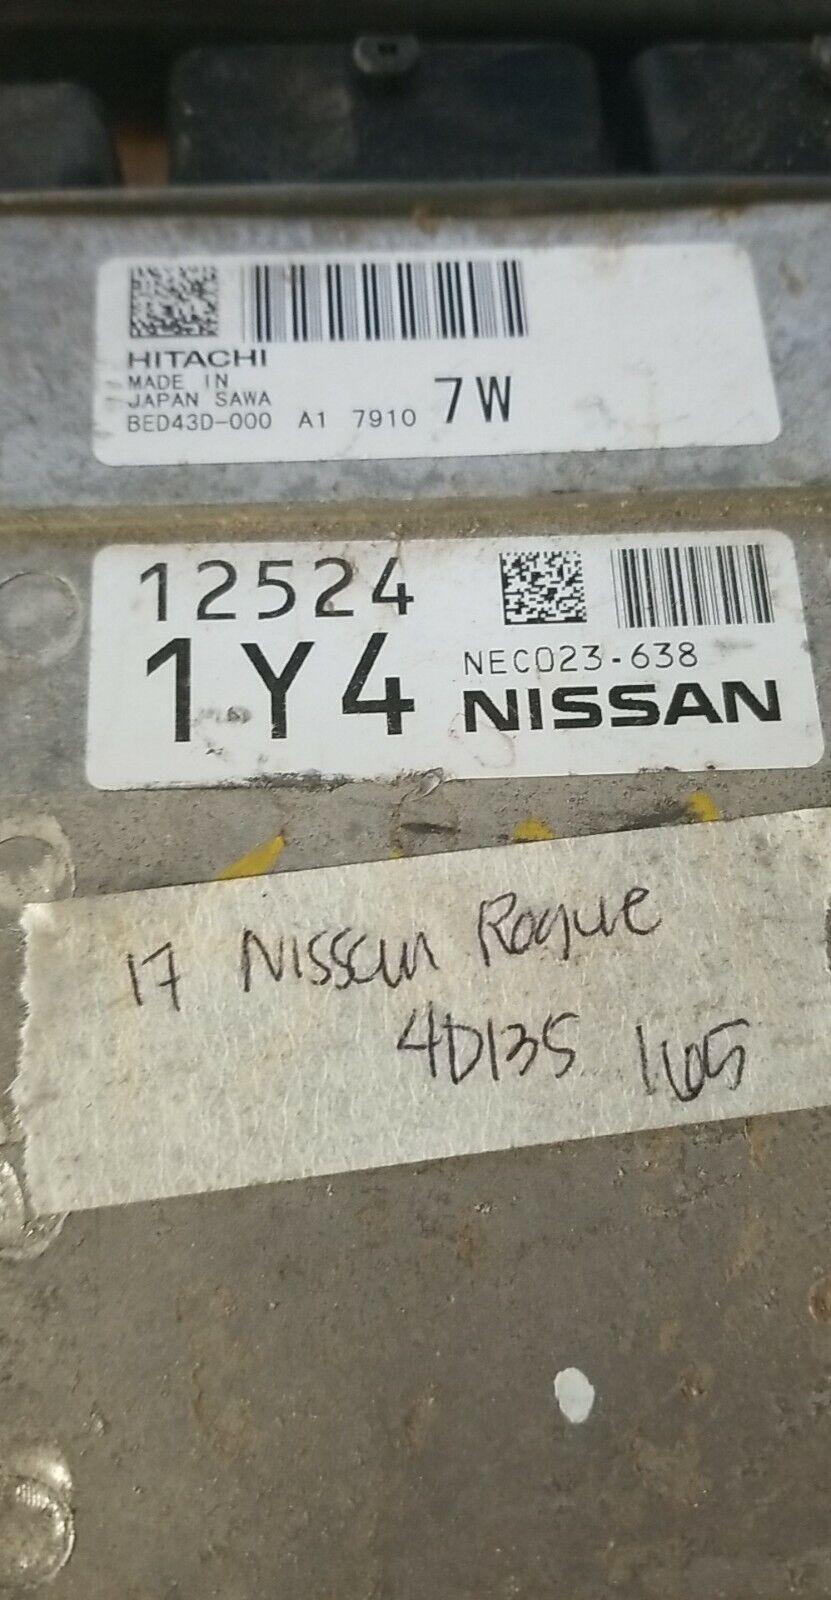 HITACHI
MADE IN
JAPAN SAWA
BED43D-000 A1 7910 7W
12524
1Y4
NEC023-638
NISSAN
17 Nissan Rogue
4D135 165